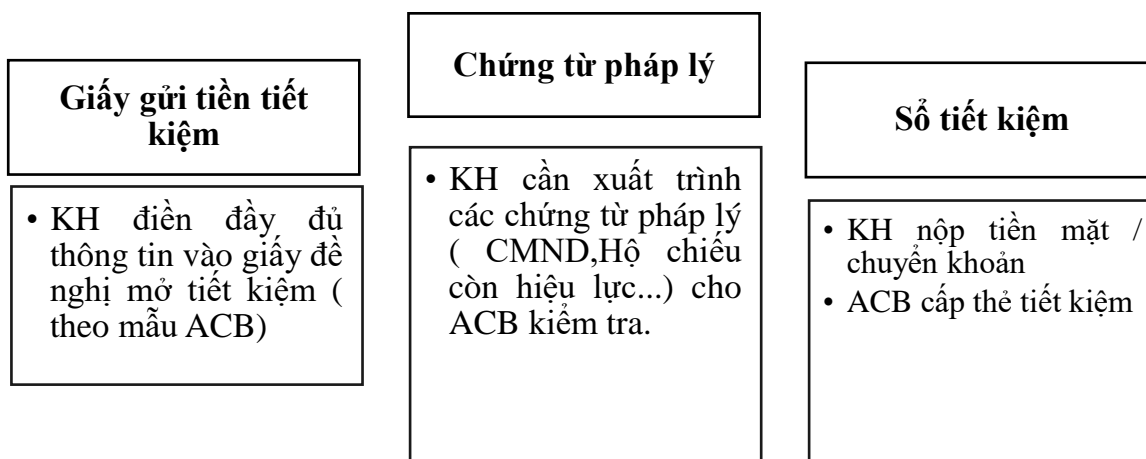 Giấy gửi tiền tiết
kiệm
• KH điền đầy đủ
thông tin vào giấy đề
nghị mở tiết kiệm (
theo mẫu ACB)
Chứng từ pháp lý
• KH cần xuất trình
các chứng từ pháp lý
( CMND,Hộ chiếu
còn hiệu lực...) cho
ACB kiểm tra.
Sổ tiết kiệm
• KH nộp tiền mặt /
chuyển khoản
• ACB cấp thẻ tiết kiệm